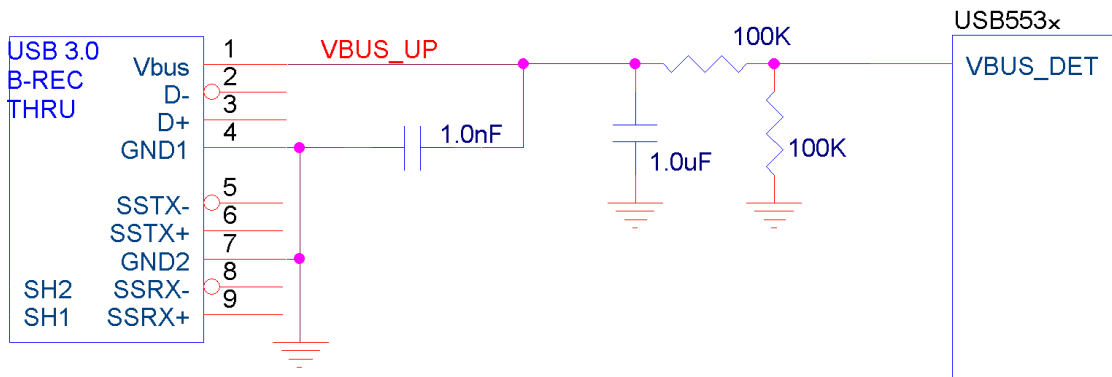 USB553x
USB 3.0
B-REC
THRU
1
VBUS_UP
100K
Vbus
VBUS_DET
2
D-
3
D+
4
GND1
1.0nF
1.0uF
100K
5
SSTX-
6
SSTX+
7
GND2
8
SH2
SSRX-
9
SH1
SSRX+